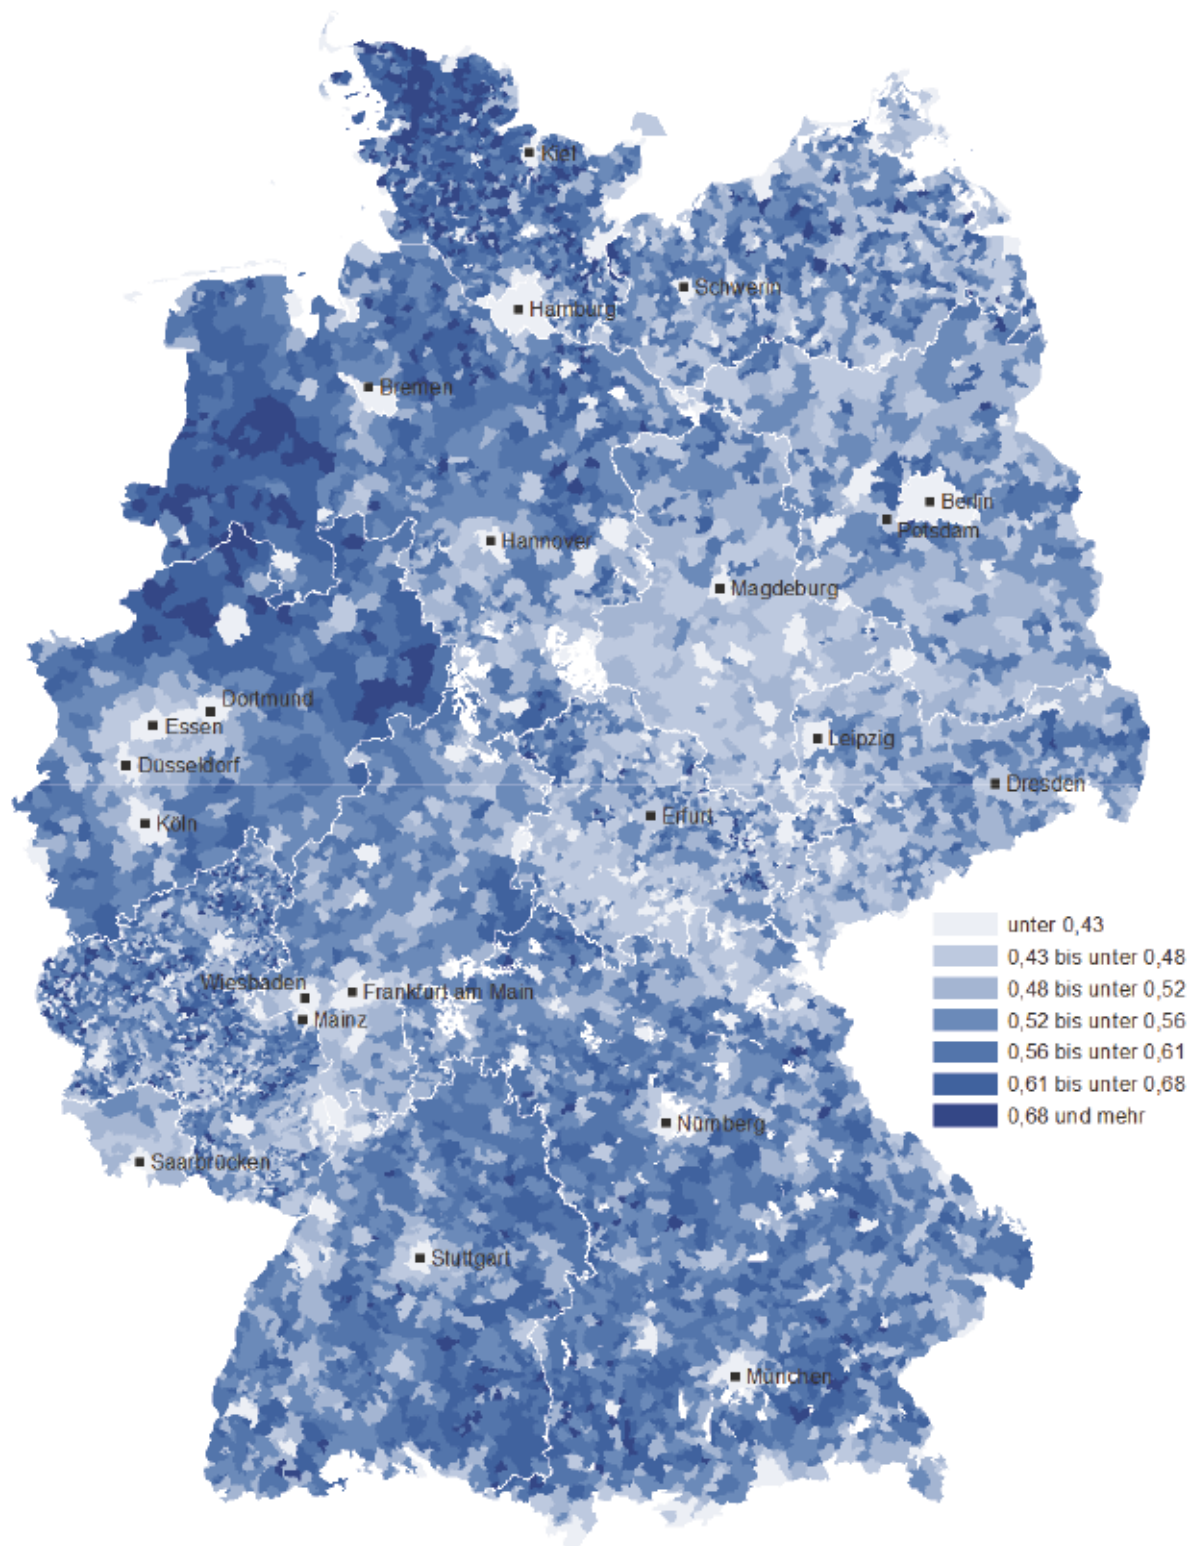 Kiel
Schwerin
Hamburg
Bremen
Berlin
Potsdam
Hannover
Magdeburg
Dortmund
Essen
Leipzig
Düsseldorf
Dresden
Köln
Erfurt
unter 0,43
0,43 bis unter 0,48
0,48 bis unter 0,52
0,52 bis unter 0,56
0,56 bis unter 0,61
0,61 bis unter 0,68
0,68 und mehr
Wiesbaden
Frankfurt am Main
Mainz
Nürnberg
Saarbrücken
Stuttgart
München